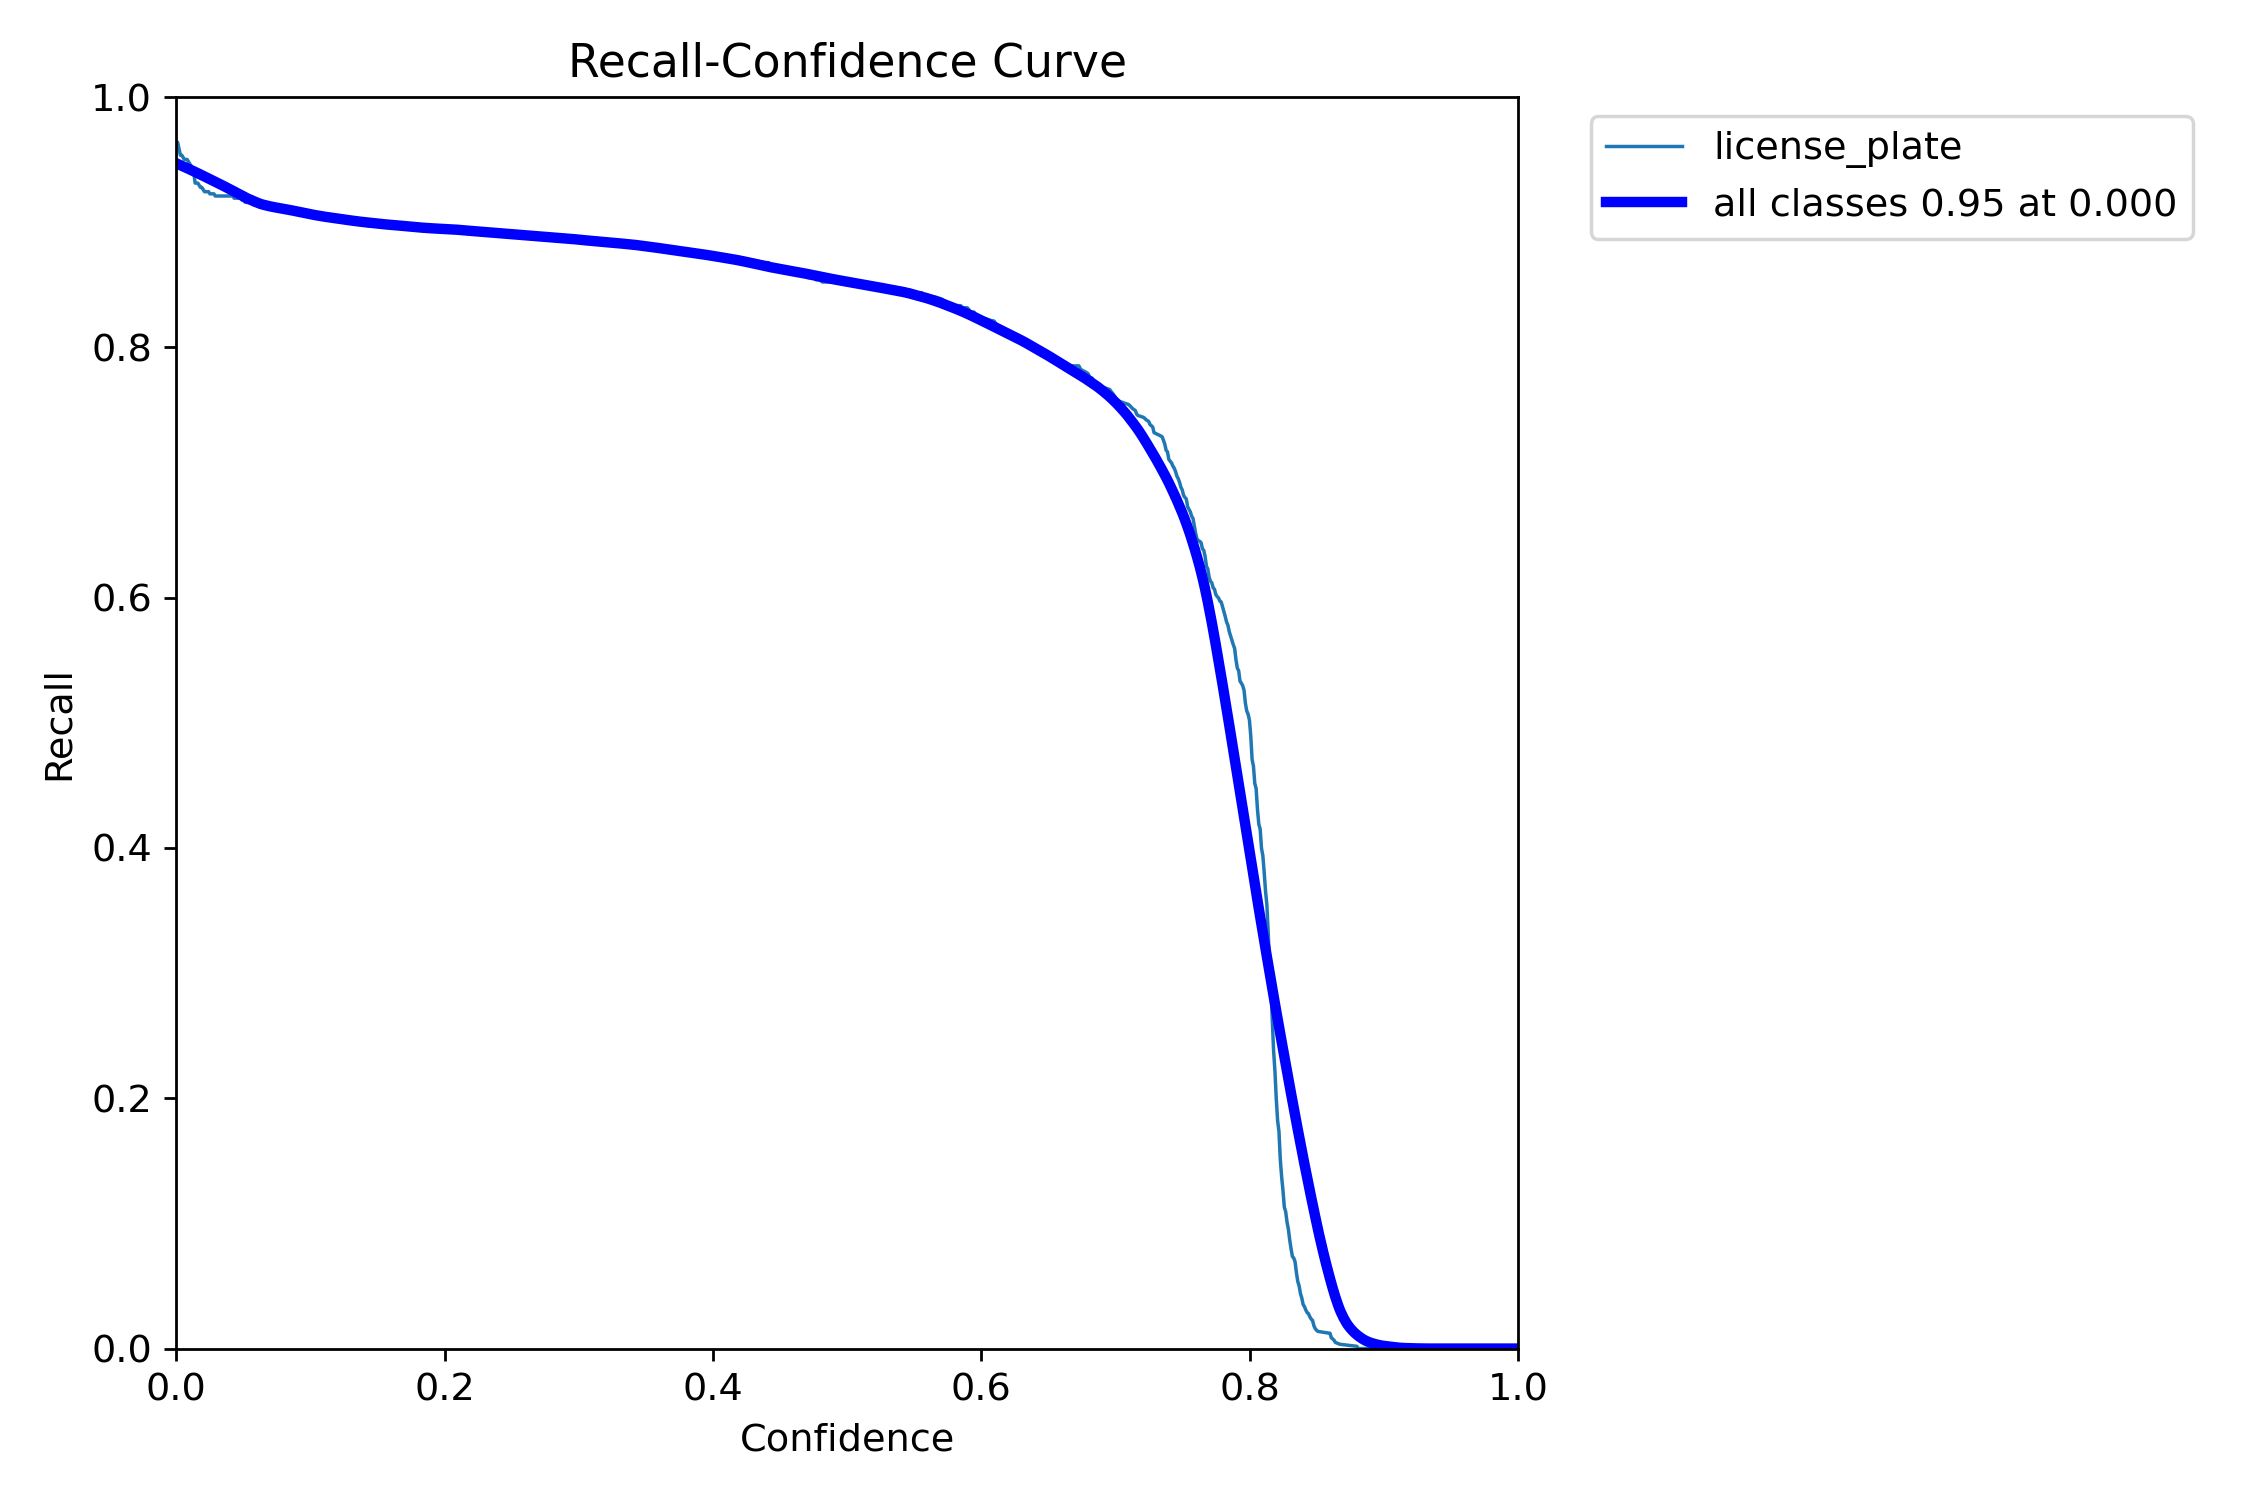 Recall-Confidence Curve
1.0
0.8
0.6
0.4
0.2
0.0
Recall
0.0 0.2 0.4 0.6 0.8 1.0
Confidence
license_plate
all classes 0.95 at 0.000